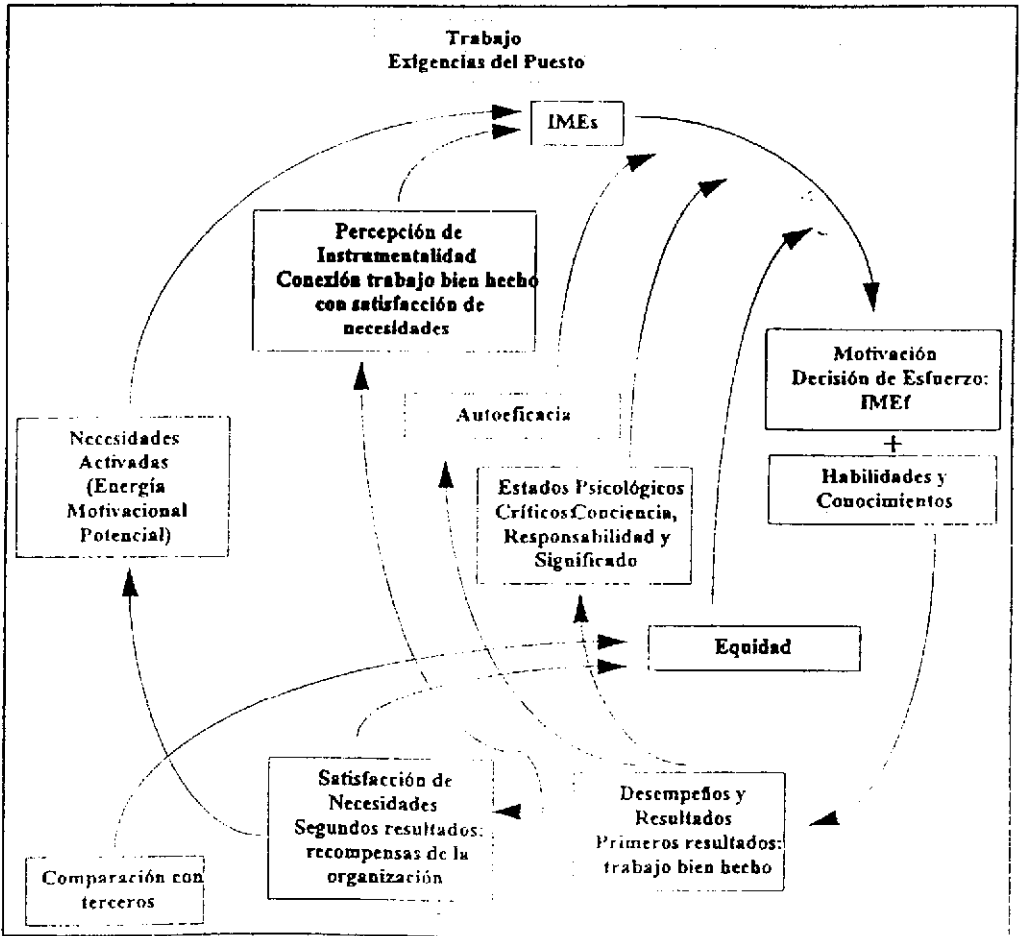 Trabajo
Exigencias del Puesto
IMEs
Percepción de
Instrumentalidad
Conexión trabajo bien hecho
con satisfacción de
necesidades
Motivación
Decisión de Esfuerzo:
IMEf
+
Habilidades y
Conocimientos
Autoeficacia
Necesidades
Activadas
(Energía
Motivacional
Potencial)
Estados Psicológicos
Críticos:Conciencia,
Responsabilidad y
Significado
Equidad
Satisfacción de
Necesidades
Segundos resultados:
recompensas de la
organización
Desempeños y
Resultados
Primeros resultados:
trabajo bien hecho
Comparación con
terceros